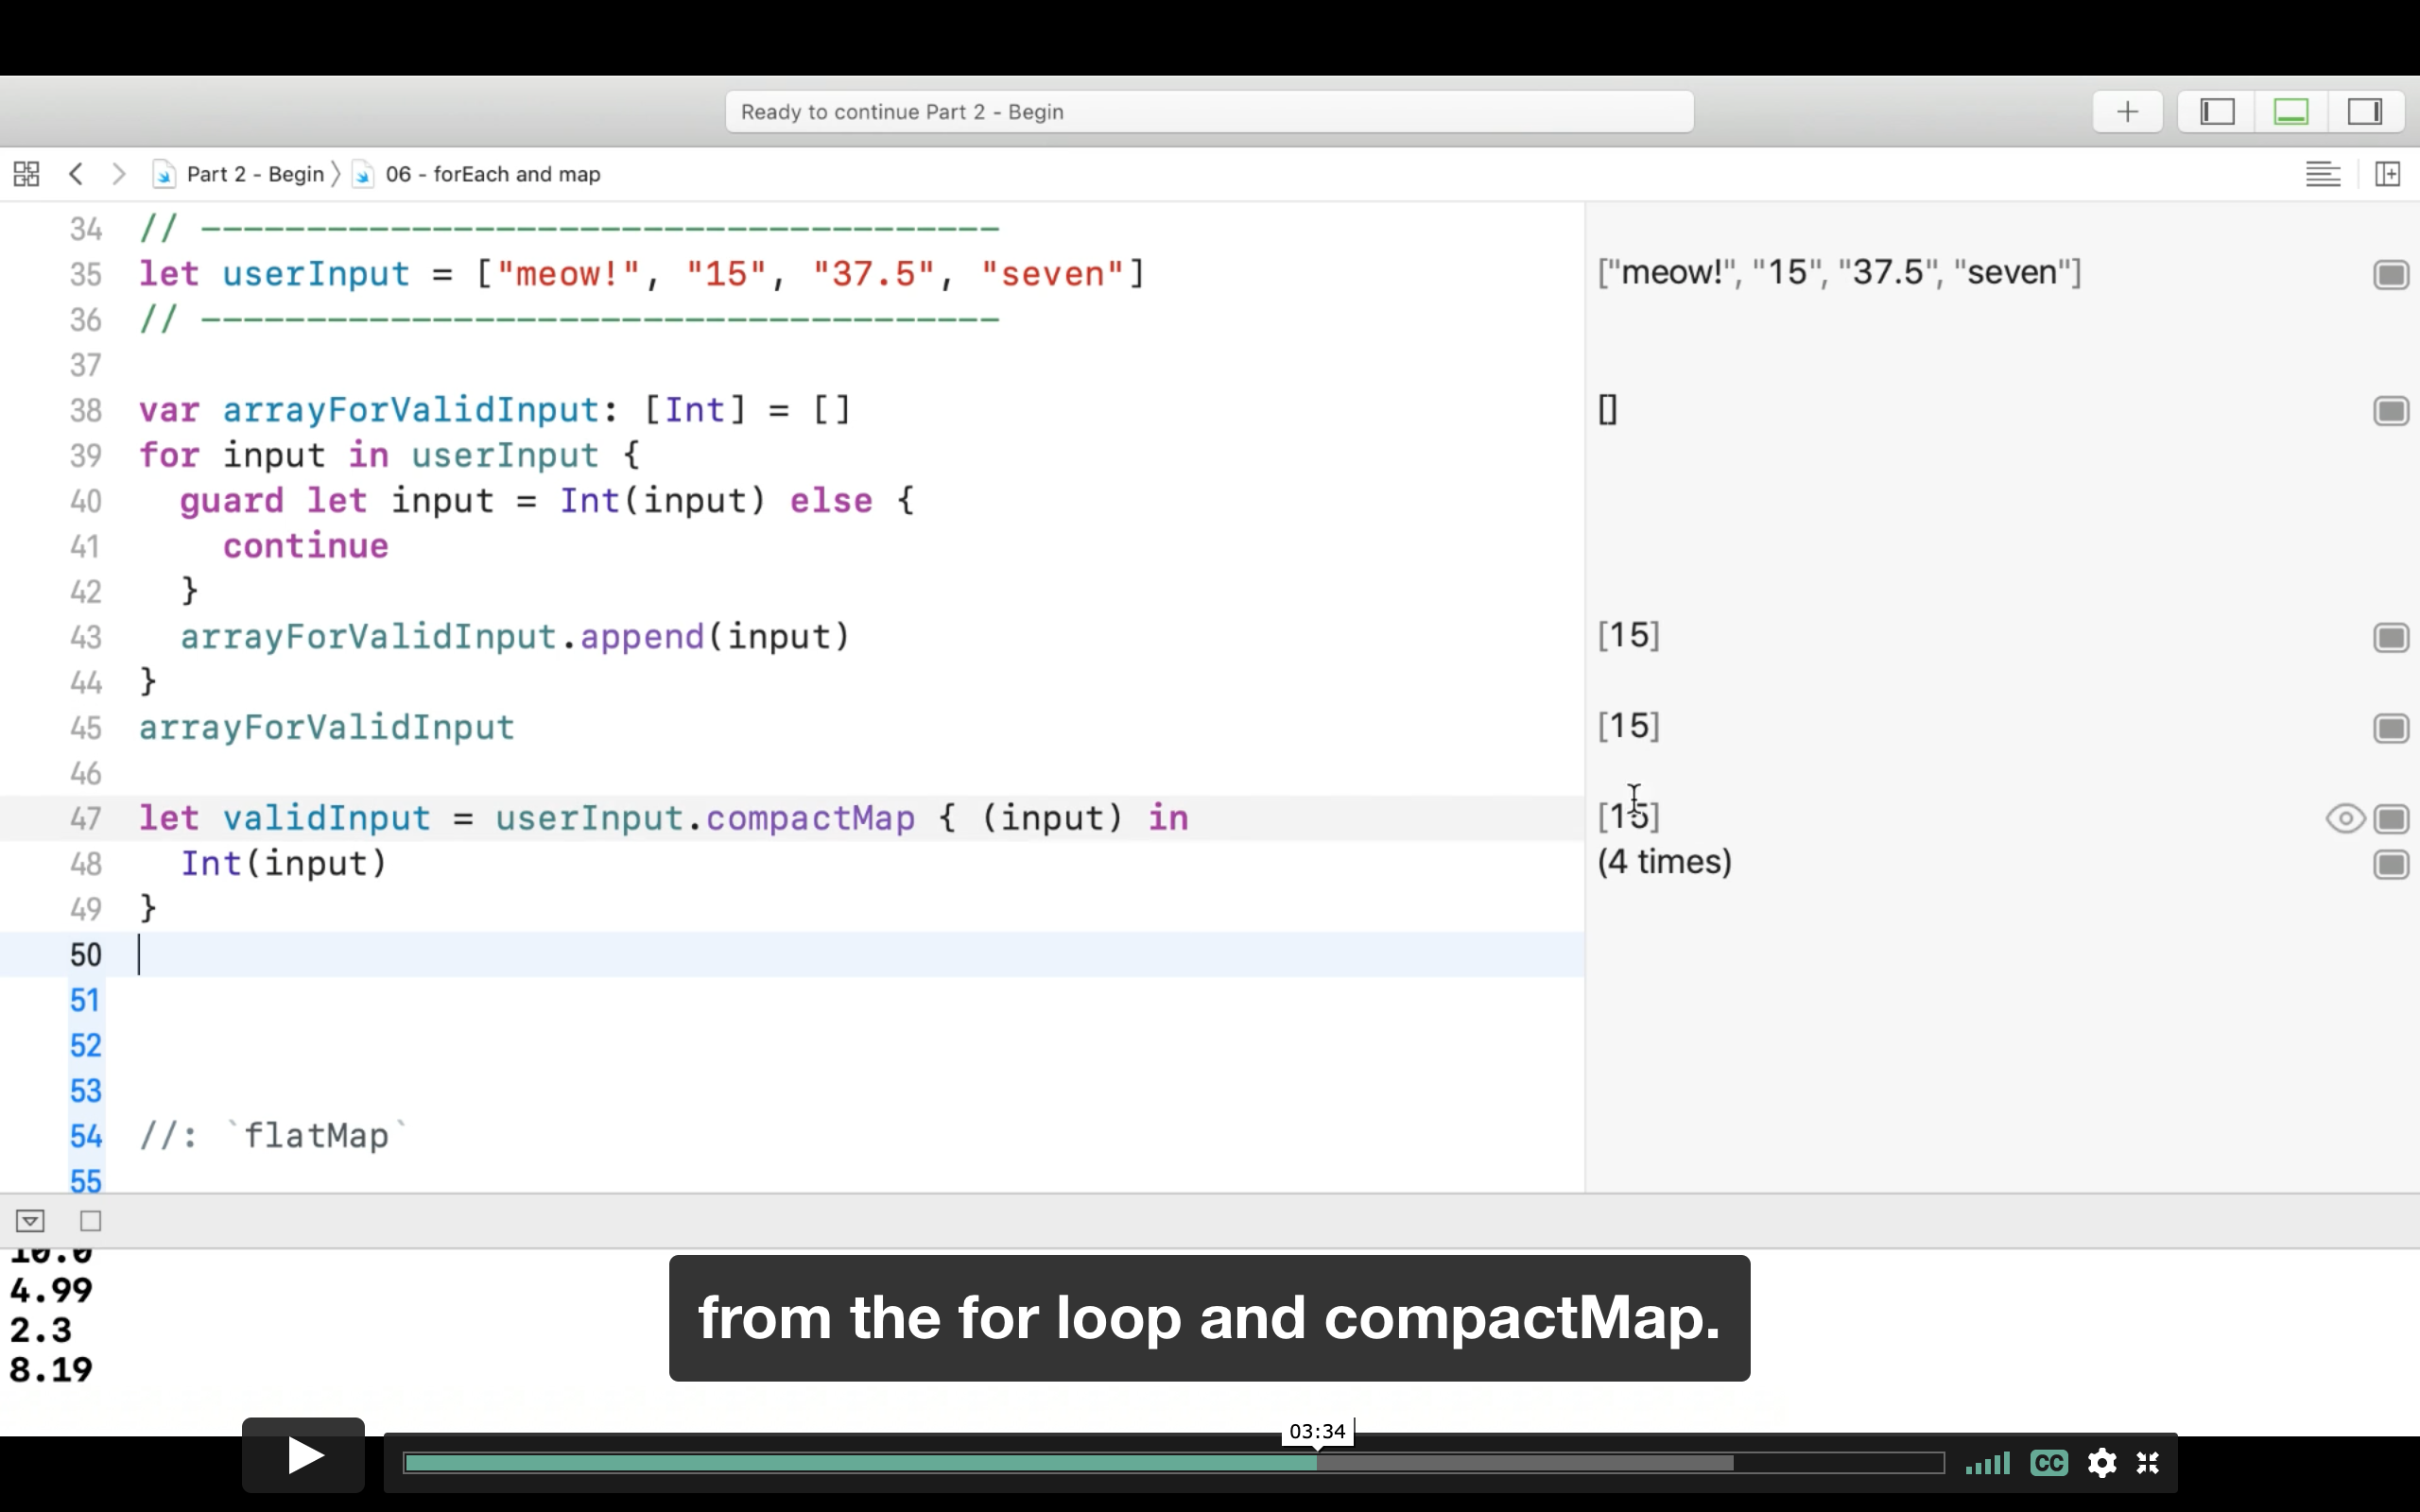 Ready to continue Part 2 - Begin
Part 2 - Begin 〉 06 - forEach and map
34 // --------------------------------------
35 let userInput = ["meow!", "15", "37.5", "seven"] ["meow!", "15", "37.5", "seven"]
36 // --------------------------------------
37
38 var arrayForValidInput: [Int] = [] []
39 for input in userInput {
40 guard let input = Int(input) else {
41 continue
42 }
43 arrayForValidInput.append(input) [15]
44 }
45 arrayForValidInput [15]
46
47 let validInput = userInput.compactMap { (input) in [15]
48 Int(input) (4 times)
49 }
50
51
52
53
54 //: `flatMap`
55
10.0
4.99
2.3
8.19
from the for loop and compactMap.
03:34
CC